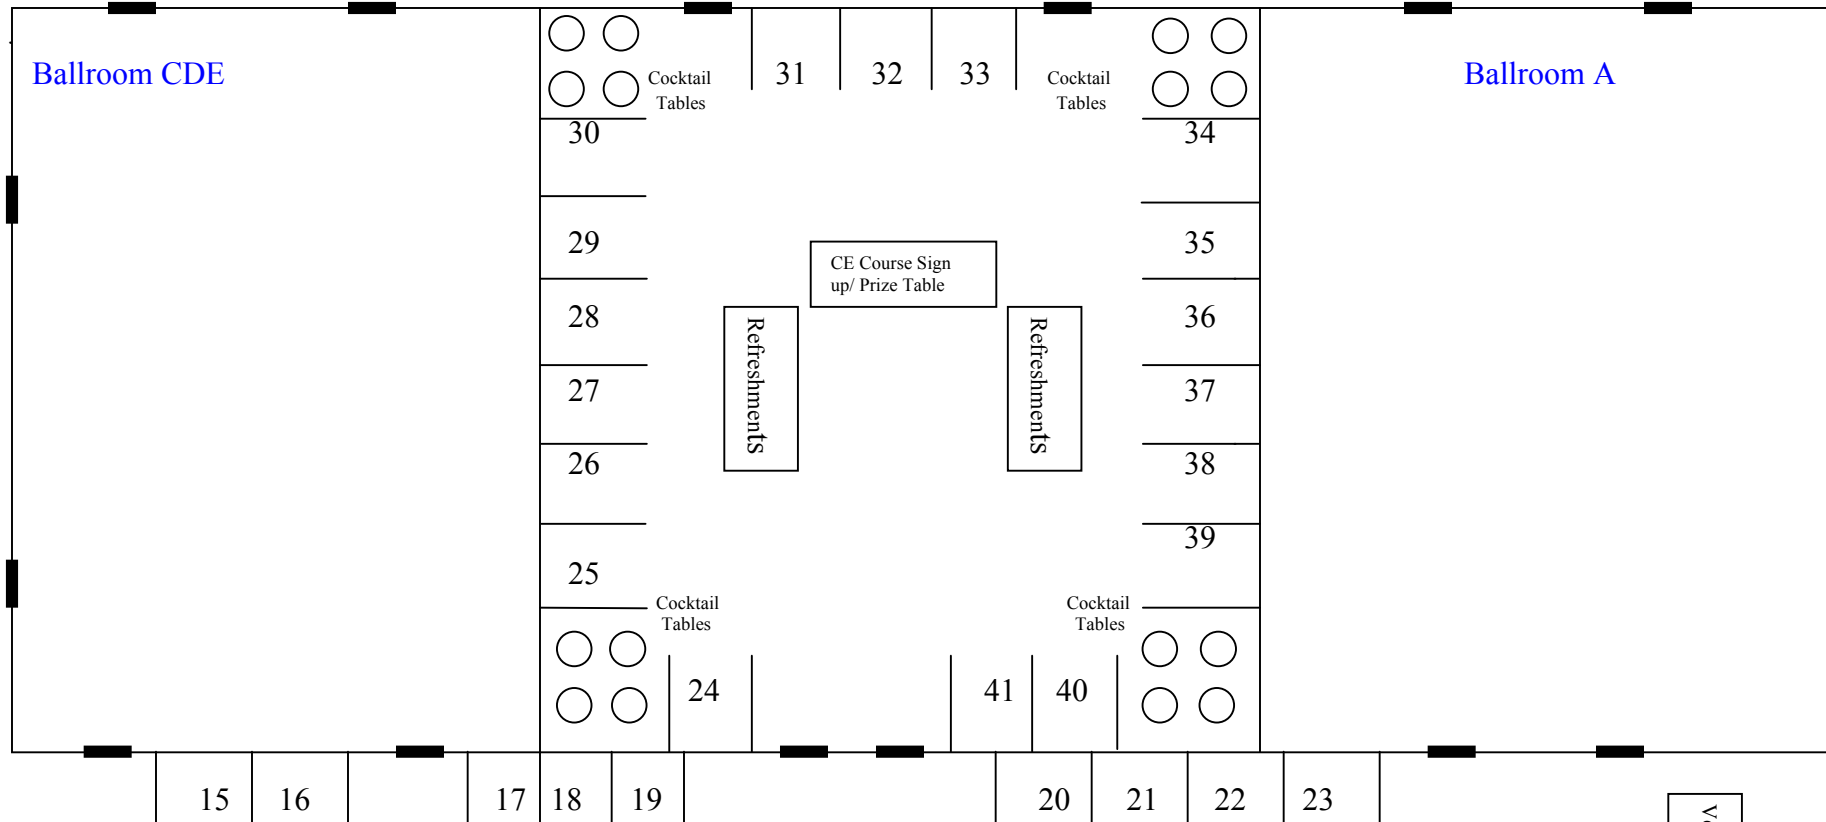 Ballroom CDE
Ballroom A
Cocktail
Tables
31
32
33
Cocktail
Tables
30
34
29
35
CE Course Sign
up/ Prize Table
28
36
Refreshments
Refreshments
27
37
26
38
39
25
Cocktail
Tables
Cocktail
Tables
24
41
40
15
16
17
18
19
20
21
22
23